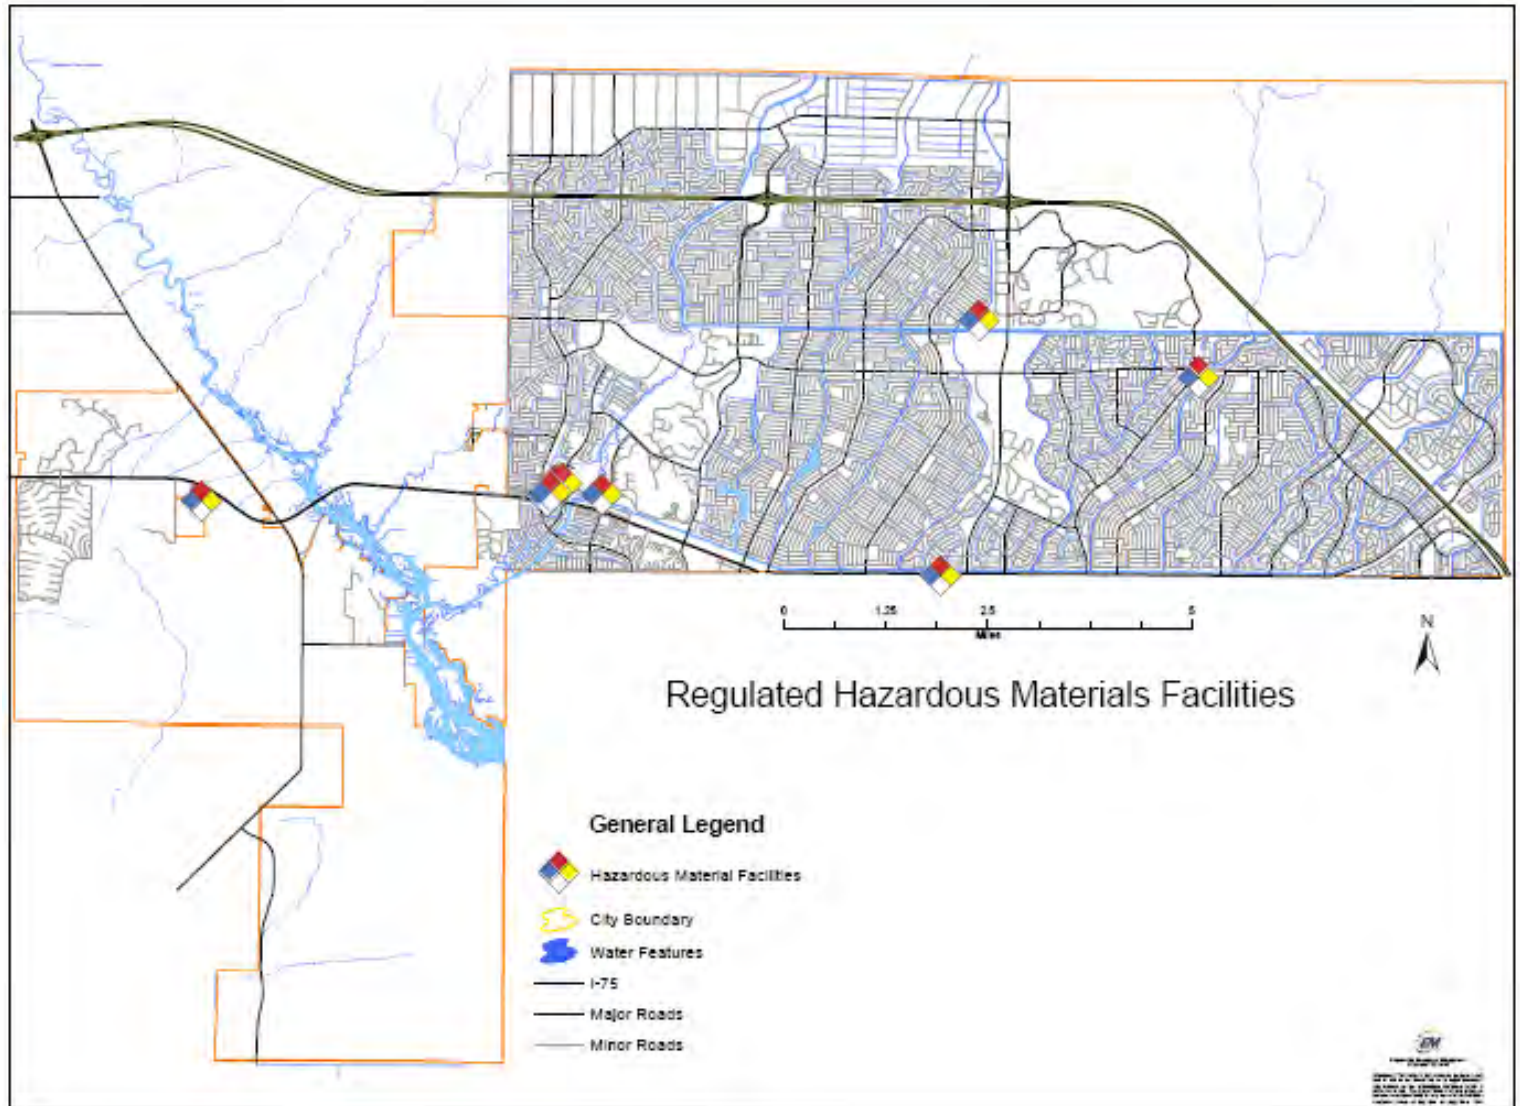 0 1.25 2.5 5
Miles
N
Regulated Hazardous Materials Facilities
General Legend
Hazardous Material Facilities
City Boundary
Water Features
I-75
Major Roads
Minor Roads
EM